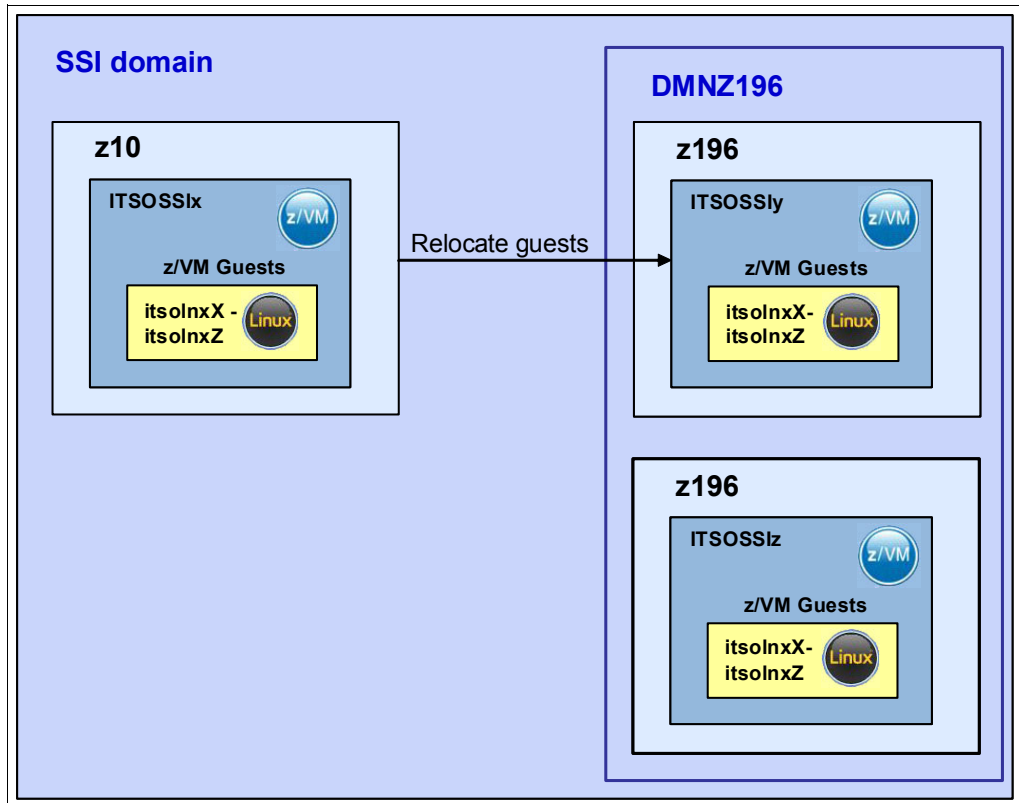 SSI domain
DMNZ196
z10
ITSOSSIx
z/VM
z/VM Guests
itsolnxX -
itsolnxZ
Linux
Relocate guests
z196
ITSOSSIy
z/VM
z/VM Guests
itsolnxX-
itsolnxZ
Linux
z196
ITSOSSIz
z/VM
z/VM Guests
itsolnxX-
itsolnxZ
Linux